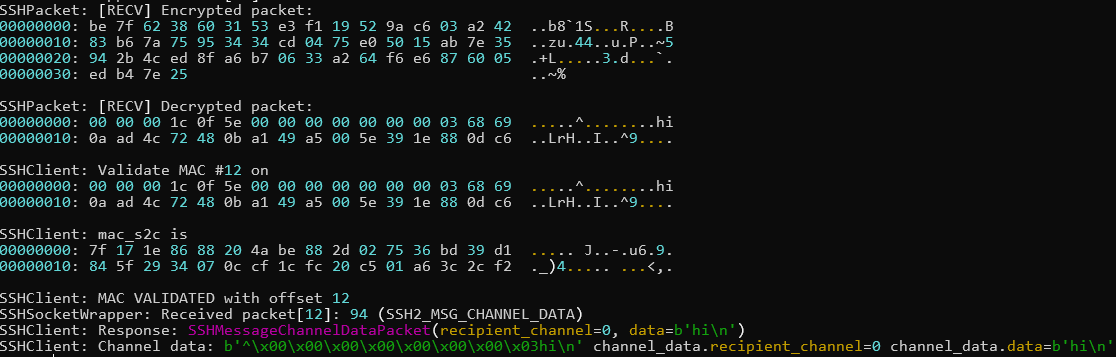 SSHPacket: [RECV] Encrypted packet:
00000000: be 7f 62 38 60 31 53 e3 f1 19 52 9a c6 03 a2 42 ..b8`1S...R....B
00000010: 83 b6 7a 75 95 34 34 cd 04 75 e0 50 15 ab 7e 35 ..zu.44..u.P..~5
00000020: 94 2b 4c ed 8f a6 b7 06 33 a2 64 f6 e6 87 60 05 .+L.....3.d...`.
00000030: ed b4 7e 25 ..~%
SSHPacket: [RECV] Decrypted packet:
00000000: 00 00 00 1c 0f 5e 00 00 00 00 00 00 00 03 68 69 .....^........hi
00000010: 0a ad 4c 72 48 0b a1 49 a5 00 5e 39 1e 88 0d c6 ..LrH..I..^9....
SSHClient: Validate MAC #12 on
00000000: 00 00 00 1c 0f 5e 00 00 00 00 00 00 00 03 68 69 .....^........hi
00000010: 0a ad 4c 72 48 0b a1 49 a5 00 5e 39 1e 88 0d c6 ..LrH..I..^9....
SSHClient: mac_s2c is
00000000: 7f 17 1e 86 88 20 4a be 88 2d 02 75 36 bd 39 d1 ..... J..-.u6.9.
00000010: 84 5f 29 34 07 0c cf 1c fc 20 c5 01 a6 3c 2c f2 ._)4..... ...<,.
SSHClient: MAC VALIDATED with offset 12
SSHSocketWrapper: Received packet[12]: 94 (SSH2_MSG_CHANNEL_DATA)
SSHClient: Response: SSHMessageChannelDataPacket(recipient_channel=0, data=b'hi\n')
SSHClient: Channel data: b'^\x00\x00\x00\x00\x00\x00\x00\x03hi\n' channel_data.recipient_channel=0 channel_data.data=b'hi\n'